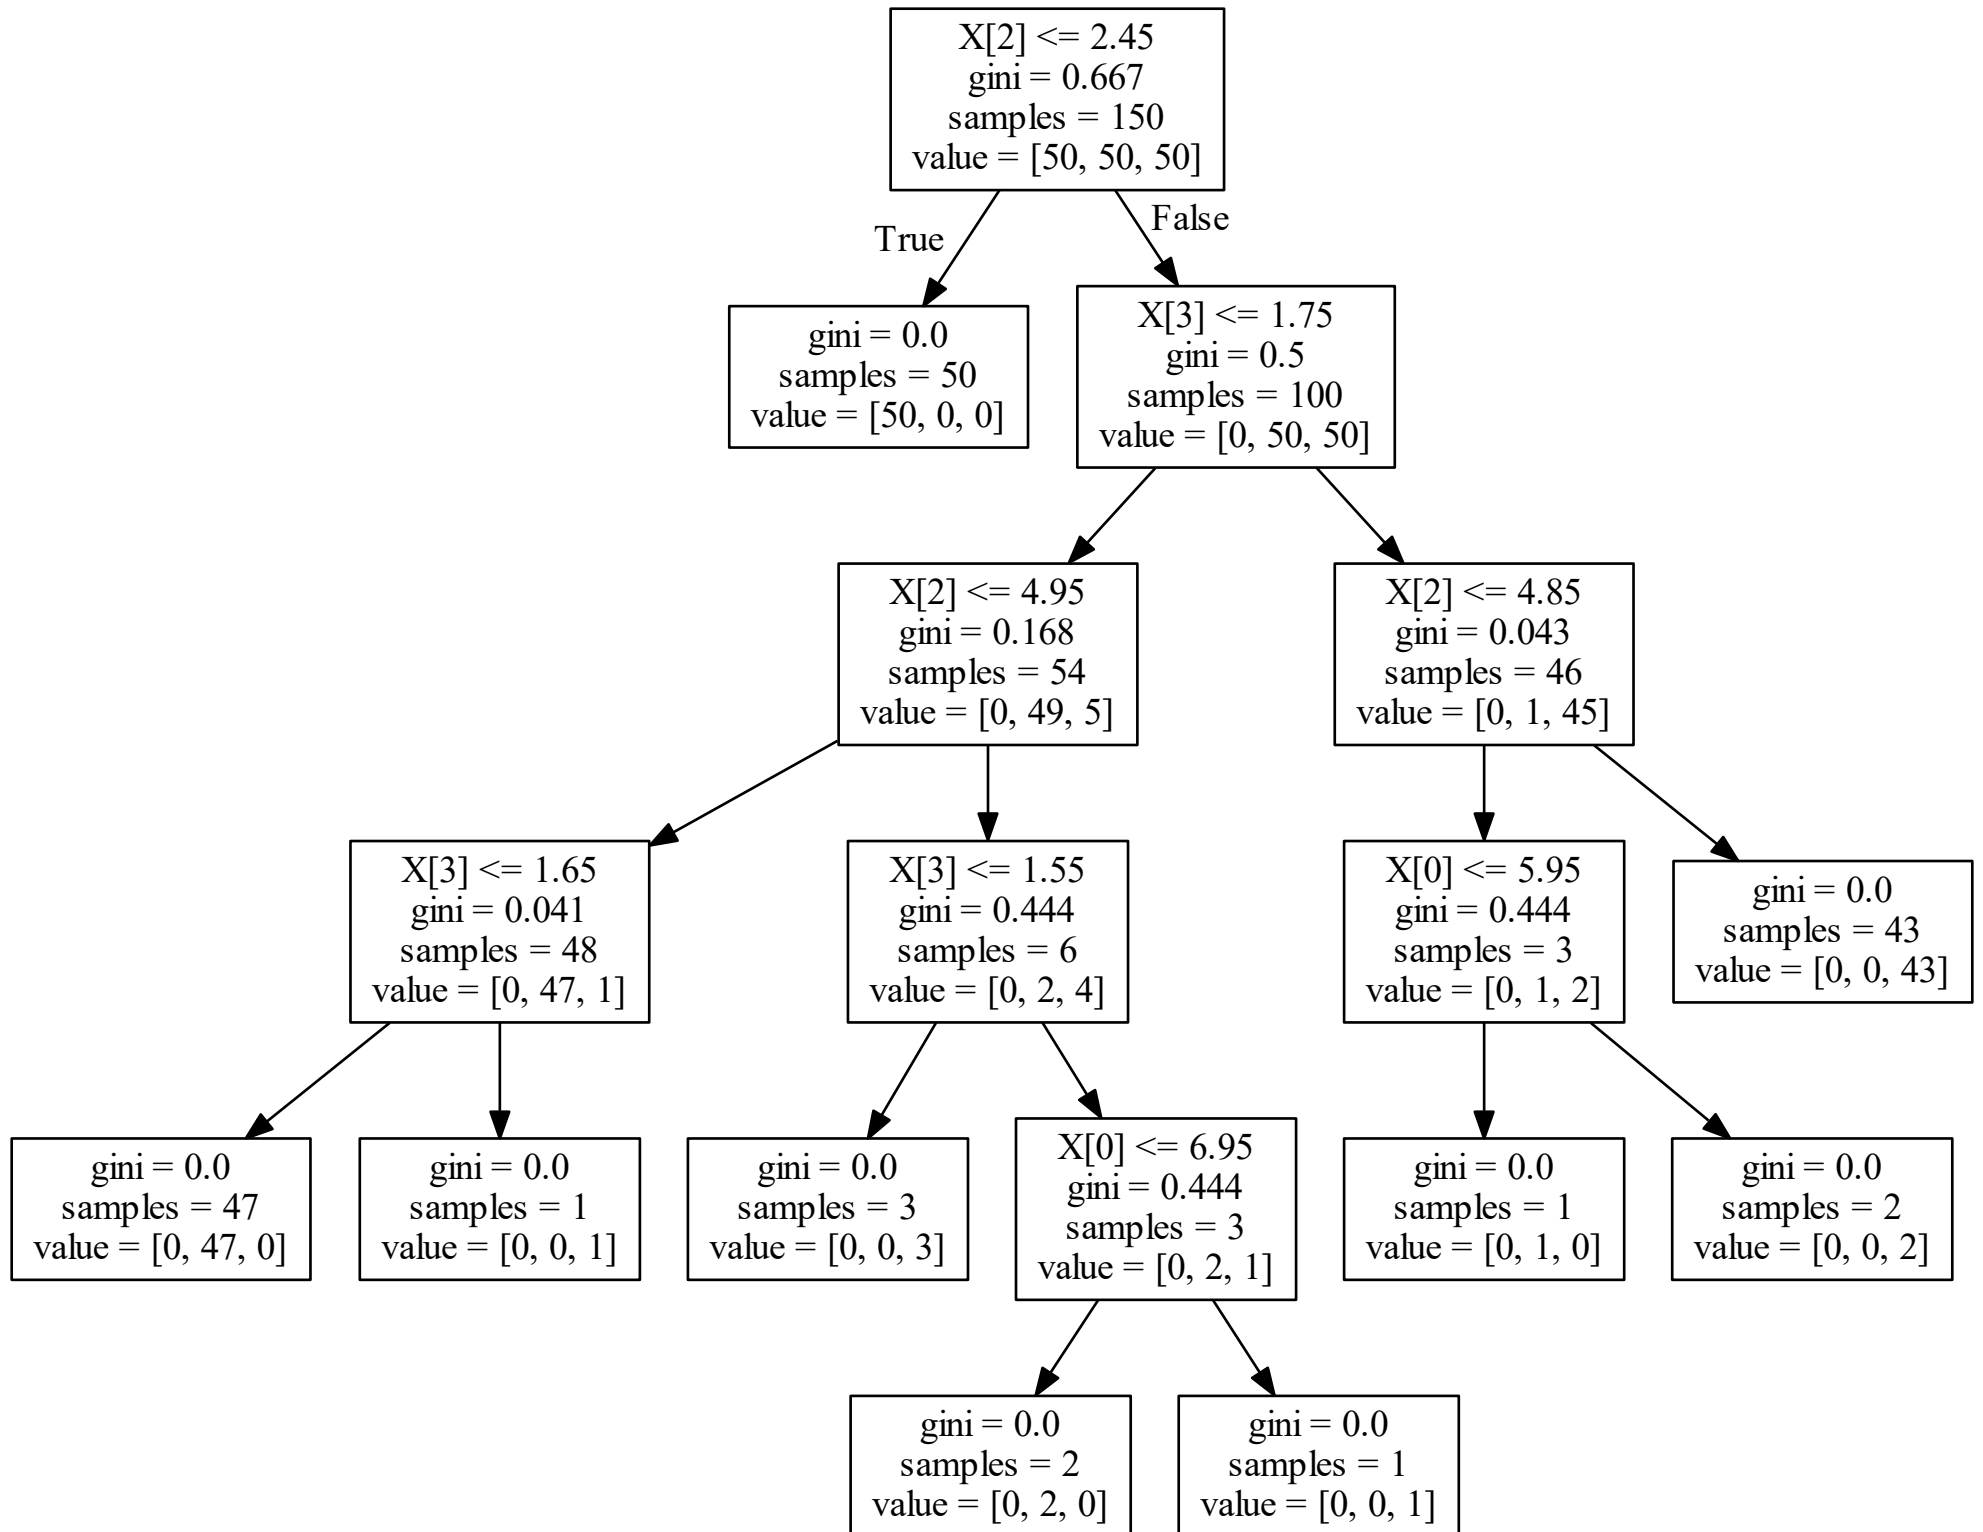 X[2] <= 2.45
gini = 0.667
samples = 150
value = [50, 50, 50]
True
False
gini = 0.0
samples = 50
value = [50, 0, 0]
X[3] <= 1.75
gini = 0.5
samples = 100
value = [0, 50, 50]
X[2] <= 4.95
gini = 0.168
samples = 54
value = [0, 49, 5]
X[2] <= 4.85
gini = 0.043
samples = 46
value = [0, 1, 45]
X[3] <= 1.65
gini = 0.041
samples = 48
value = [0, 47, 1]
X[3] <= 1.55
gini = 0.444
samples = 6
value = [0, 2, 4]
X[0] <= 5.95
gini = 0.444
samples = 3
value = [0, 1, 2]
gini = 0.0
samples = 43
value = [0, 0, 43]
gini = 0.0
samples = 47
value = [0, 47, 0]
gini = 0.0
samples = 1
value = [0, 0, 1]
gini = 0.0
samples = 3
value = [0, 0, 3]
X[0] <= 6.95
gini = 0.444
samples = 3
value = [0, 2, 1]
gini = 0.0
samples = 1
value = [0, 1, 0]
gini = 0.0
samples = 2
value = [0, 0, 2]
gini = 0.0
samples = 2
value = [0, 2, 0]
gini = 0.0
samples = 1
value = [0, 0, 1]